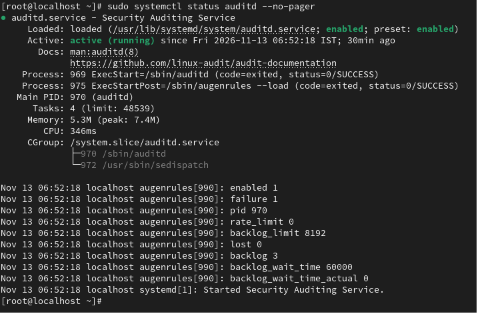 [root@localhost ~]# sudo systemctl status auditd --no-pager
● auditd.service - Security Auditing Service
     Loaded: loaded (/usr/lib/systemd/system/auditd.service; enabled; preset: enabled)
     Active: active (running) since Fri 2026-11-13 06:52:18 IST; 30min ago
       Docs: man:auditd(8)
             https://github.com/linux-audit/audit-documentation
    Process: 969 ExecStart=/sbin/auditd (code=exited, status=0/SUCCESS)
    Process: 975 ExecStartPost=/sbin/augenrules --load (code=exited, status=0/SUCCESS)
   Main PID: 970 (auditd)
      Tasks: 4 (limit: 48539)
     Memory: 5.3M (peak: 7.4M)
        CPU: 346ms
     CGroup: /system.slice/auditd.service
             ├─970 /sbin/auditd
             └─972 /usr/sbin/sedispatch

Nov 13 06:52:18 localhost augenrules[990]: enabled 1
Nov 13 06:52:18 localhost augenrules[990]: failure 1
Nov 13 06:52:18 localhost augenrules[990]: pid 970
Nov 13 06:52:18 localhost augenrules[990]: rate_limit 0
Nov 13 06:52:18 localhost augenrules[990]: backlog_limit 8192
Nov 13 06:52:18 localhost augenrules[990]: lost 0
Nov 13 06:52:18 localhost augenrules[990]: backlog 3
Nov 13 06:52:18 localhost augenrules[990]: backlog_wait_time 60000
Nov 13 06:52:18 localhost augenrules[990]: backlog_wait_time_actual 0
Nov 13 06:52:18 localhost systemd[1]: Started Security Auditing Service.
[root@localhost ~]#